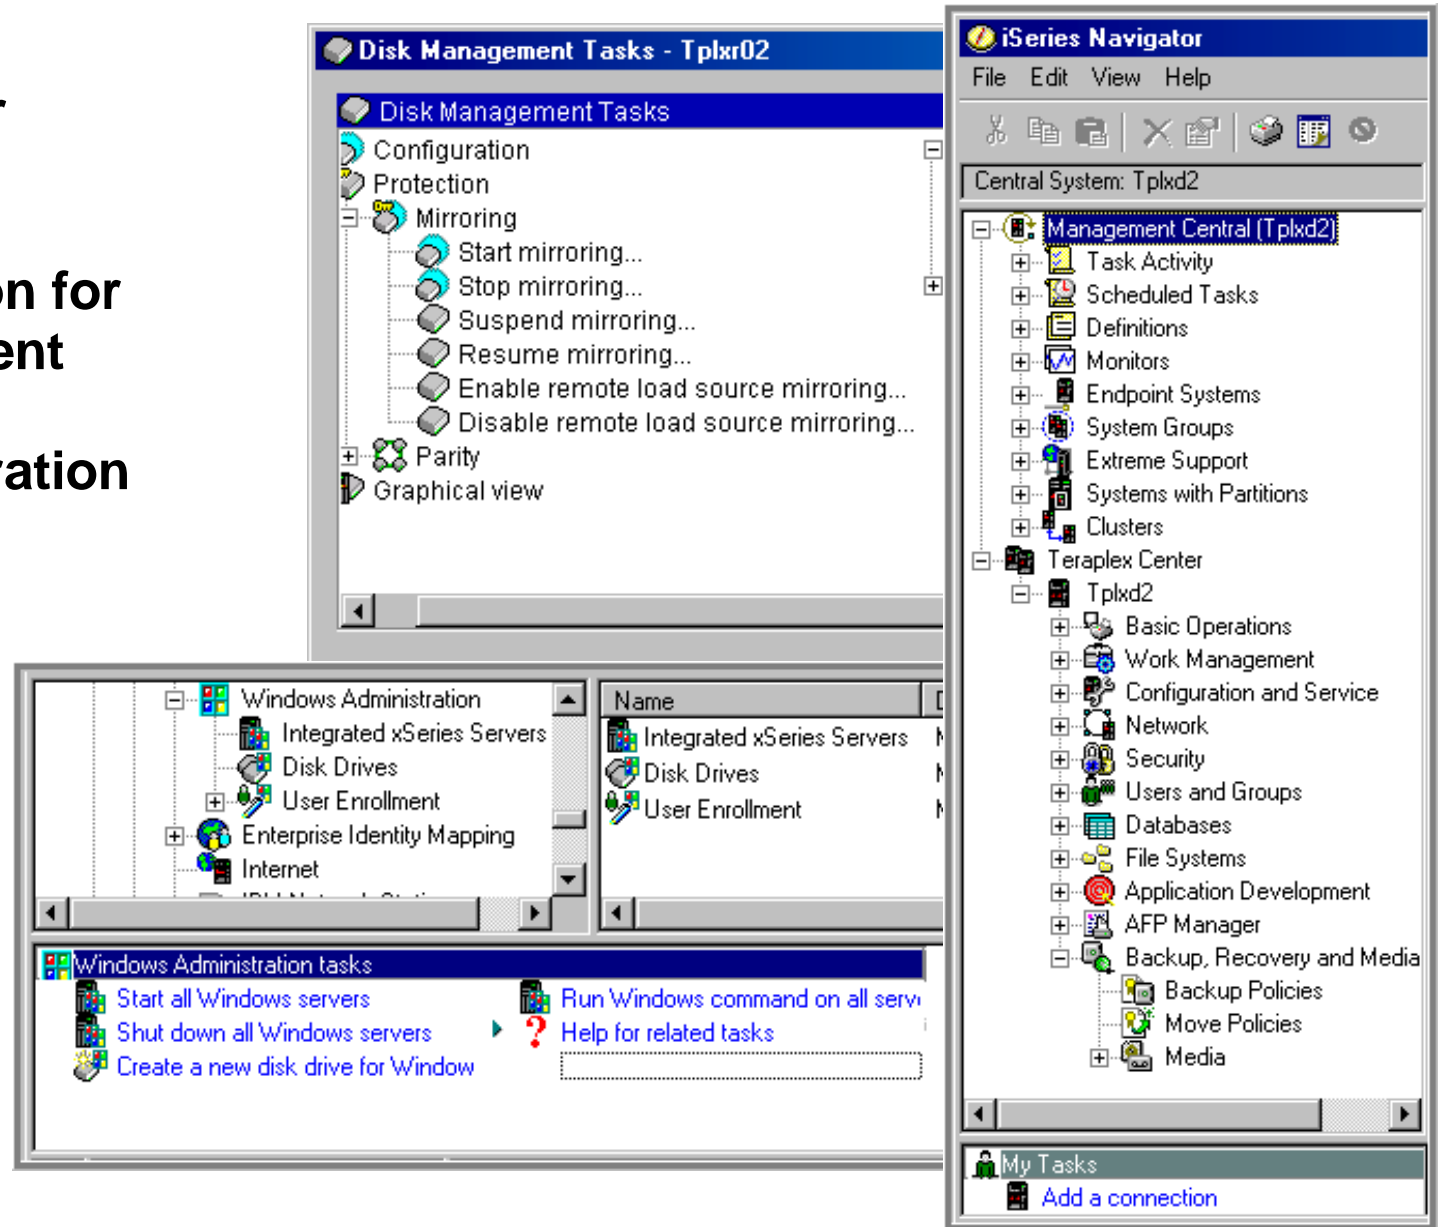 r
on for
ent
ration
Disk Management Tasks - Tplxr02
Disk Management Tasks
Configuration
Protection
Mirroring
Start mirroring...
Stop mirroring...
Suspend mirroring...
Resume mirroring...
Enable remote load source mirroring...
Disable remote load source mirroring...
Parity
Graphical view
Windows Administration
Integrated xSeries Servers
Disk Drives
User Enrollment
Enterprise Identity Mapping
Internet
Name
Integrated xSeries Servers
Disk Drives
User Enrollment
Windows Administration tasks
Start all Windows servers
Shut down all Windows servers
Create a new disk drive for Window
Run Windows command on all serv
Help for related tasks
iSeries Navigator
File Edit View Help
Central System: Tplxd2
Management Central (Tplxd2)
Task Activity
Scheduled Tasks
Definitions
Monitors
Endpoint Systems
System Groups
Extreme Support
Systems with Partitions
Clusters
Teraplex Center
Tplxd2
Basic Operations
Work Management
Configuration and Service
Network
Security
Users and Groups
Databases
File Systems
Application Development
AFP Manager
Backup, Recovery and Media
Backup Policies
Move Policies
Media
My Tasks
Add a connection